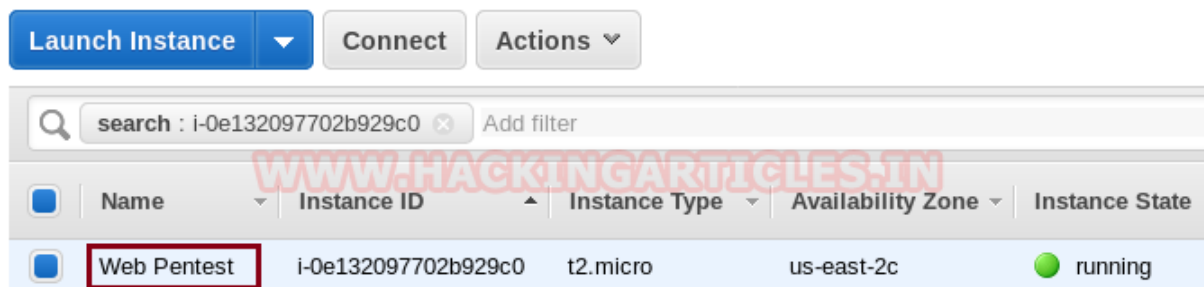 Launch Instance Connect Actions
search : i-0e132097702b929c0 Add filter
WWW.HACKINGARTICLES.IN
Name Instance ID Instance Type Availability Zone Instance State
Web Pentest i-0e132097702b929c0 t2.micro us-east-2c running